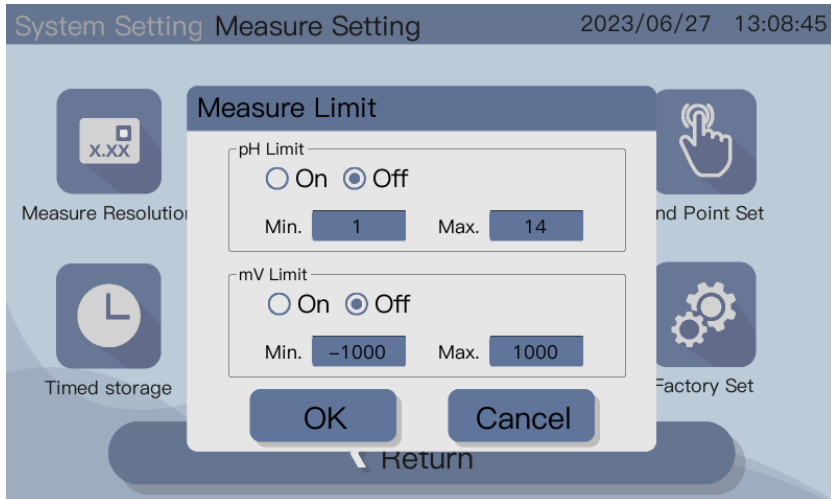 System Setting Measure Setting 2023/06/27 13:08:45
Measure Limit
pH Limit
On Off
Min. 1 Max. 14
mV Limit
On Off
Min. −1000 Max. 1000
OK Cancel
X.XX
Measure Resolutio
nd Point Set
Timed storage
Factory Set
Return